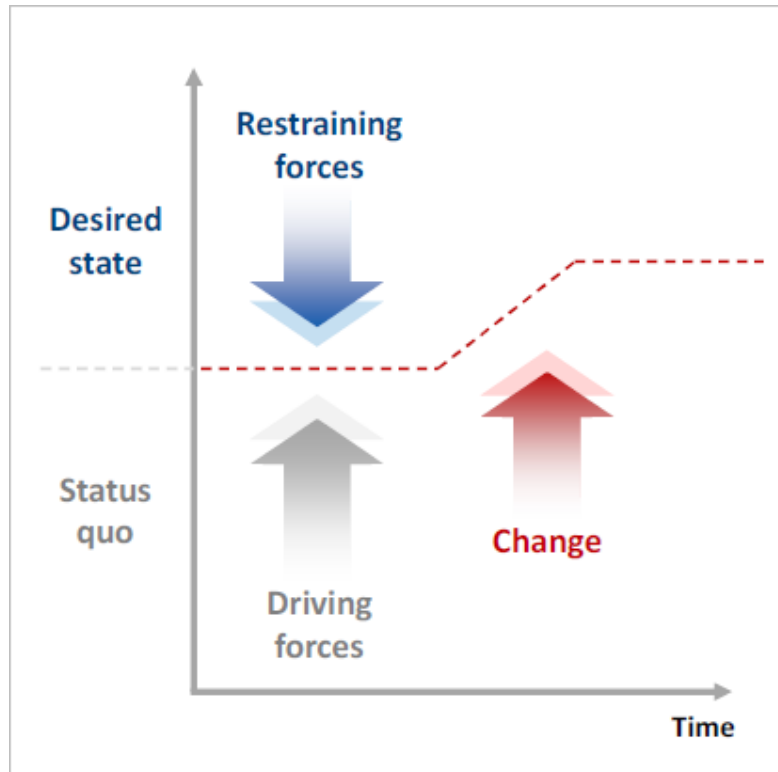 Restraining
forces
Desired
state
Status
quo
Change
Driving
forces
Time